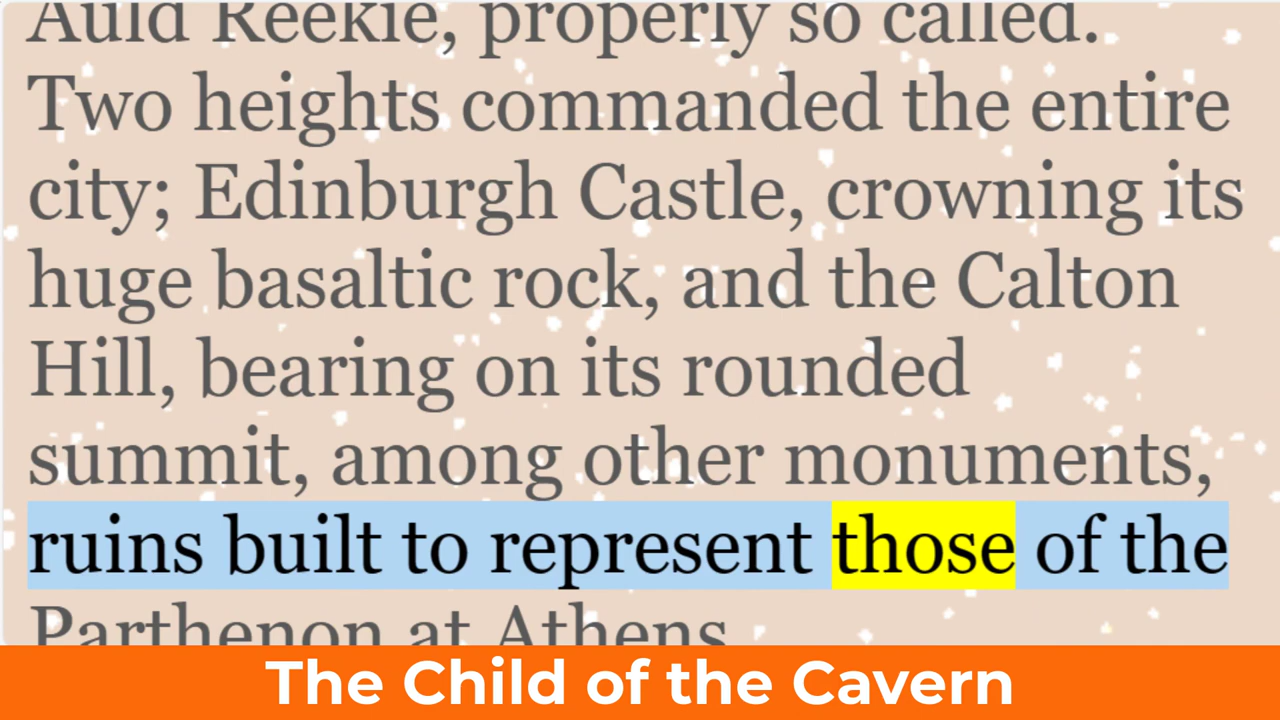 Auld Reekie, properly so called.
Two heights commanded the entire
city; Edinburgh Castle, crowning its
huge basaltic rock, and the Calton
Hill, bearing on its rounded
summit, among other monuments,
ruins built to represent those of the
Parthenon at Athens
The Child of the Cavern